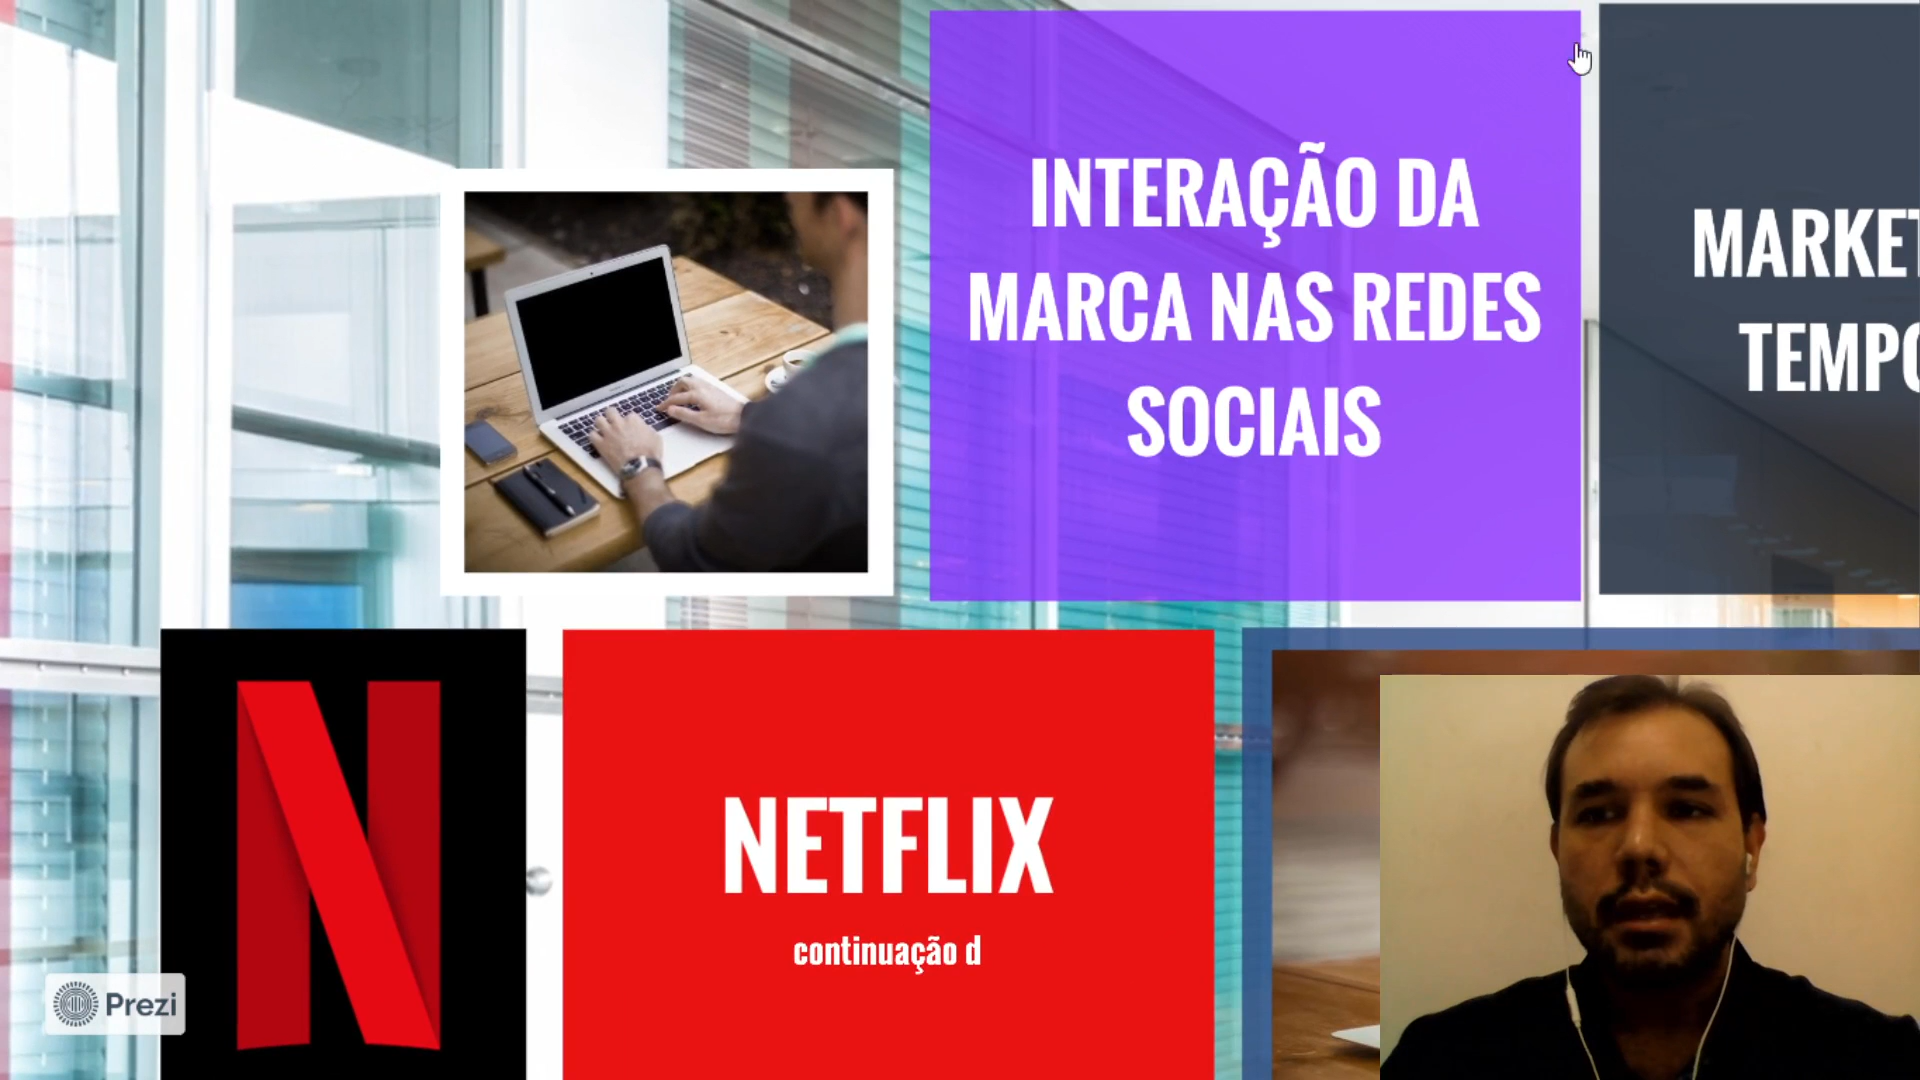 INTERAÇÃO DA
MARCA NAS REDES
SOCIAIS
MARKET
TEMPO
NETFLIX
continuação d
Prezi